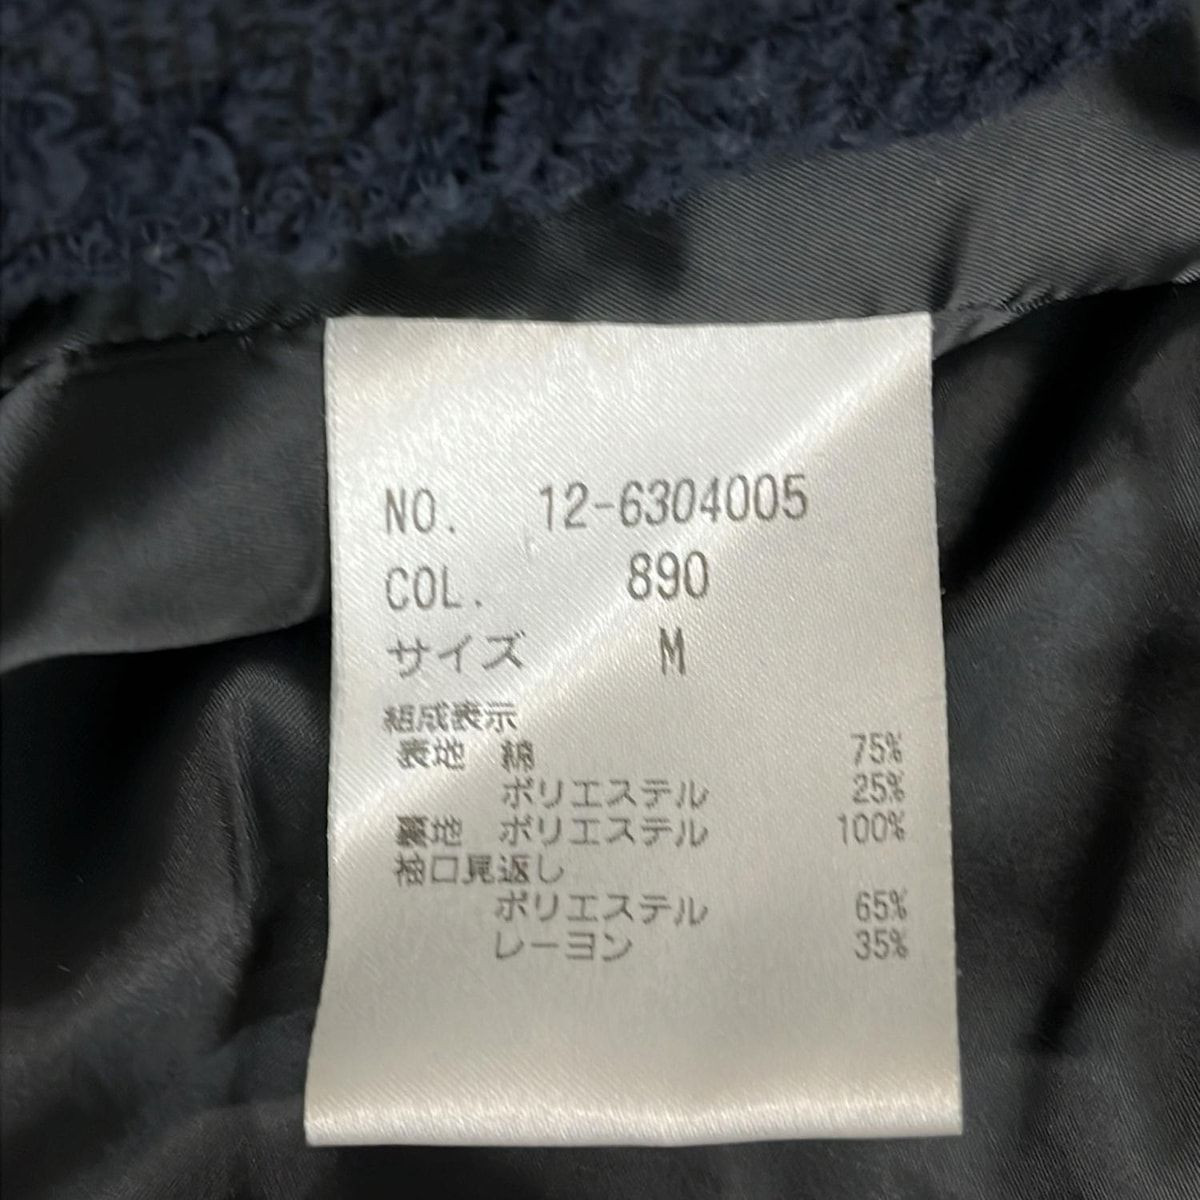 NO. 12-6304005
COL. 890
サイズ M
組成表示
表地 綿 75%
ポリエステル 25%
裏地 ポリエステル 100%
袖口見返し
ポリエステル 65%
レーヨン 35%